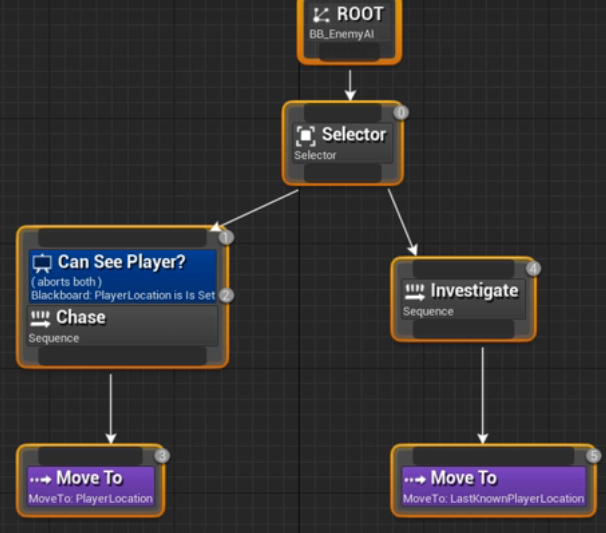 ROOT
BB_EnemyAI
0
Selector
Selector
1
Can See Player?
( aborts both )
Blackboard: PlayerLocation is Is Set
2
Chase
Sequence
4
Investigate
Sequence
3
Move To
MoveTo: PlayerLocation
5
Move To
MoveTo: LastKnownPlayerLocation